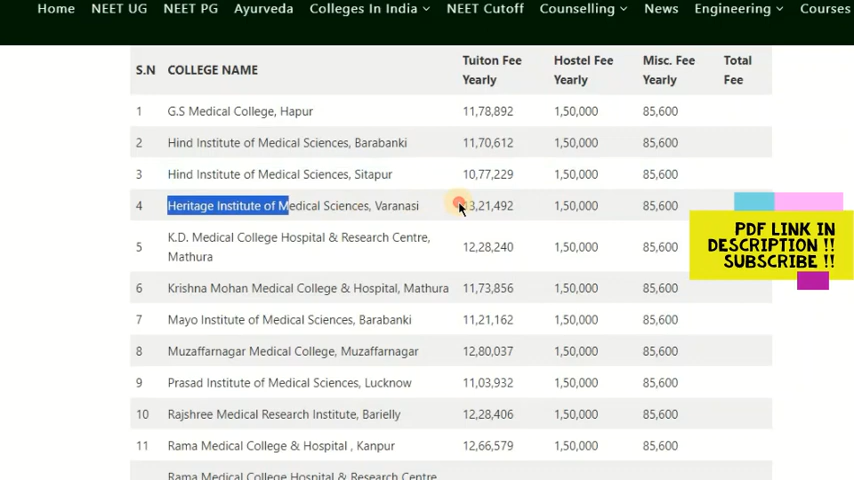 Home NEET UG NEET PG Ayurveda Colleges In India NEET Cutoff Counselling News Engineering Courses
S.N COLLEGE NAME Tuiton Fee Yearly Hostel Fee Yearly Misc. Fee Yearly Total Fee
1 G.S Medical College, Hapur 11,78,892 1,50,000 85,600
2 Hind Institute of Medical Sciences, Barabanki 11,70,612 1,50,000 85,600
3 Hind Institute of Medical Sciences, Sitapur 10,77,229 1,50,000 85,600
4 Heritage Institute of Medical Sciences, Varanasi 13,21,492 1,50,000 85,600
5 K.D. Medical College Hospital & Research Centre, Mathura 12,28,240 1,50,000 85,600
6 Krishna Mohan Medical College & Hospital, Mathura 11,73,856 1,50,000 85,600
7 Mayo Institute of Medical Sciences, Barabanki 11,21,162 1,50,000 85,600
8 Muzaffarnagar Medical College, Muzaffarnagar 12,80,037 1,50,000 85,600
9 Prasad Institute of Medical Sciences, Lucknow 11,03,932 1,50,000 85,600
10 Rajshree Medical Research Institute, Barielly 12,28,406 1,50,000 85,600
11 Rama Medical College & Hospital , Kanpur 12,66,579 1,50,000 85,600
Rama Medical College Hospital & Research Centre
PDF LINK IN
DESCRIPTION !!
SUBSCRIBE !!